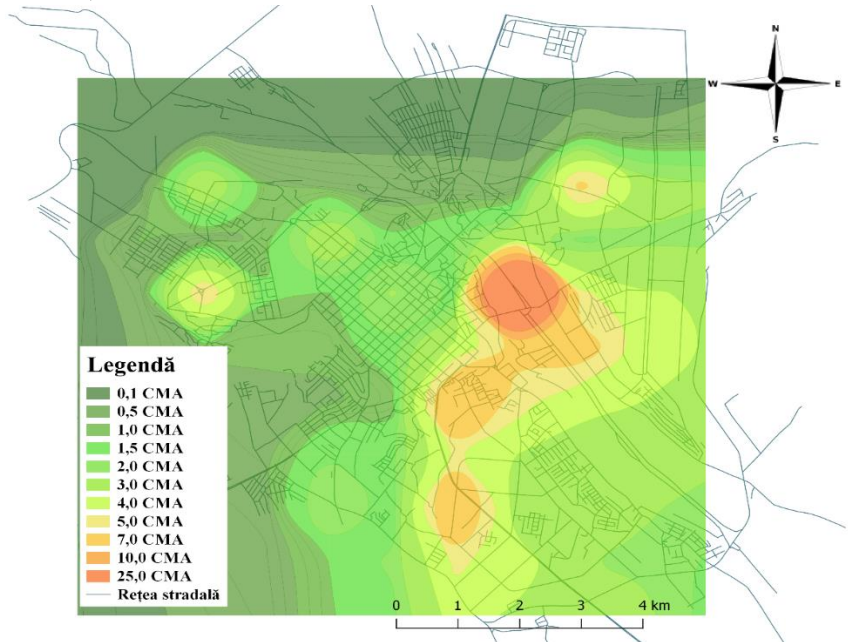 N
W E
S
Legendă
0,1 CMA
0,5 CMA
1,0 CMA
1,5 CMA
2,0 CMA
3,0 CMA
4,0 CMA
5,0 CMA
7,0 CMA
10,0 CMA
25,0 CMA
Rețea stradală
0 1 2 3 4 km